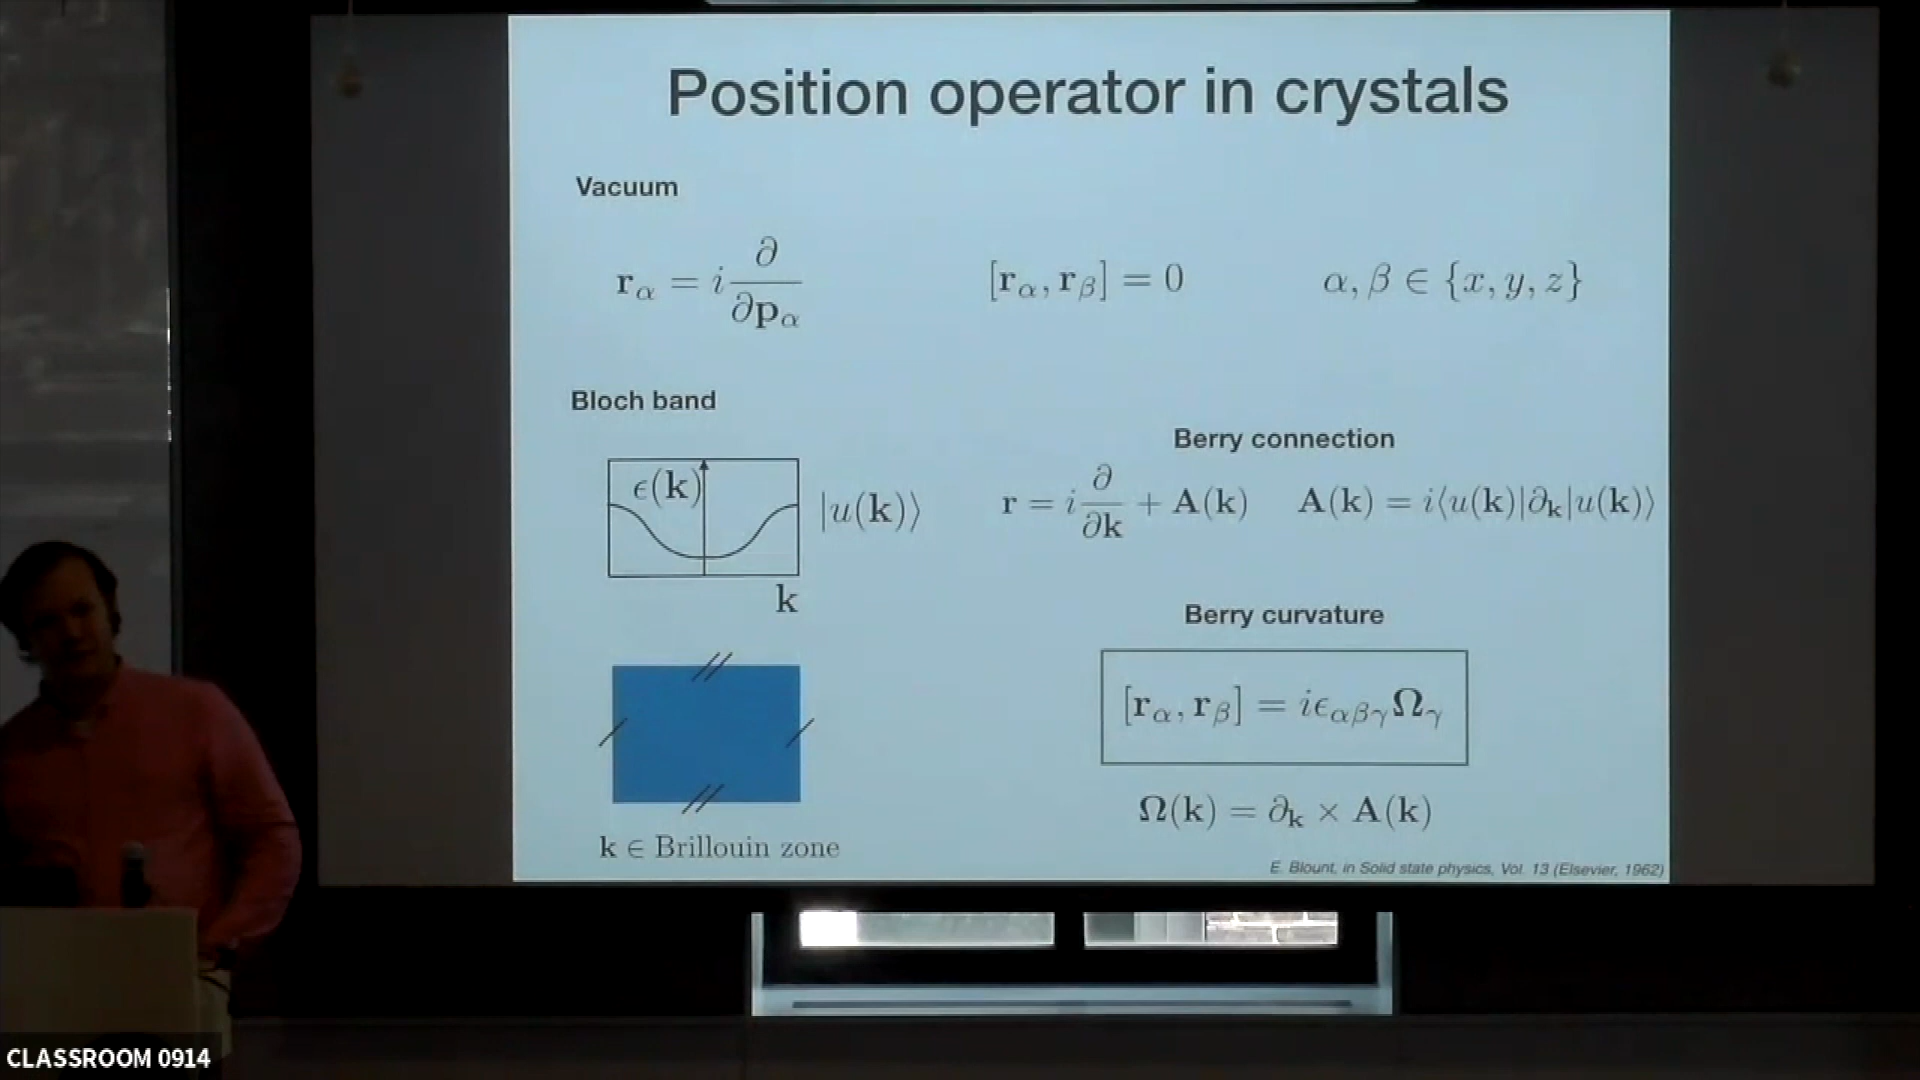 Position operator in crystals
Vacuum
r_α = i ∂/∂p_α    [r_α, r_β] = 0    α, β ∈ {x, y, z}
Bloch band
Berry connection
ϵ(k)    |u(k)⟩    r = i ∂/∂k + A(k)    A(k) = i⟨u(k)|∂_k|u(k)⟩
k
Berry curvature
[r_α, r_β] = iϵ_αβγ Ω_γ
Ω(k) = ∂_k × A(k)
k ∈ Brillouin zone
E. Blount, in Solid state physics, Vol. 13 (Elsevier, 1962)
CLASSROOM 0914